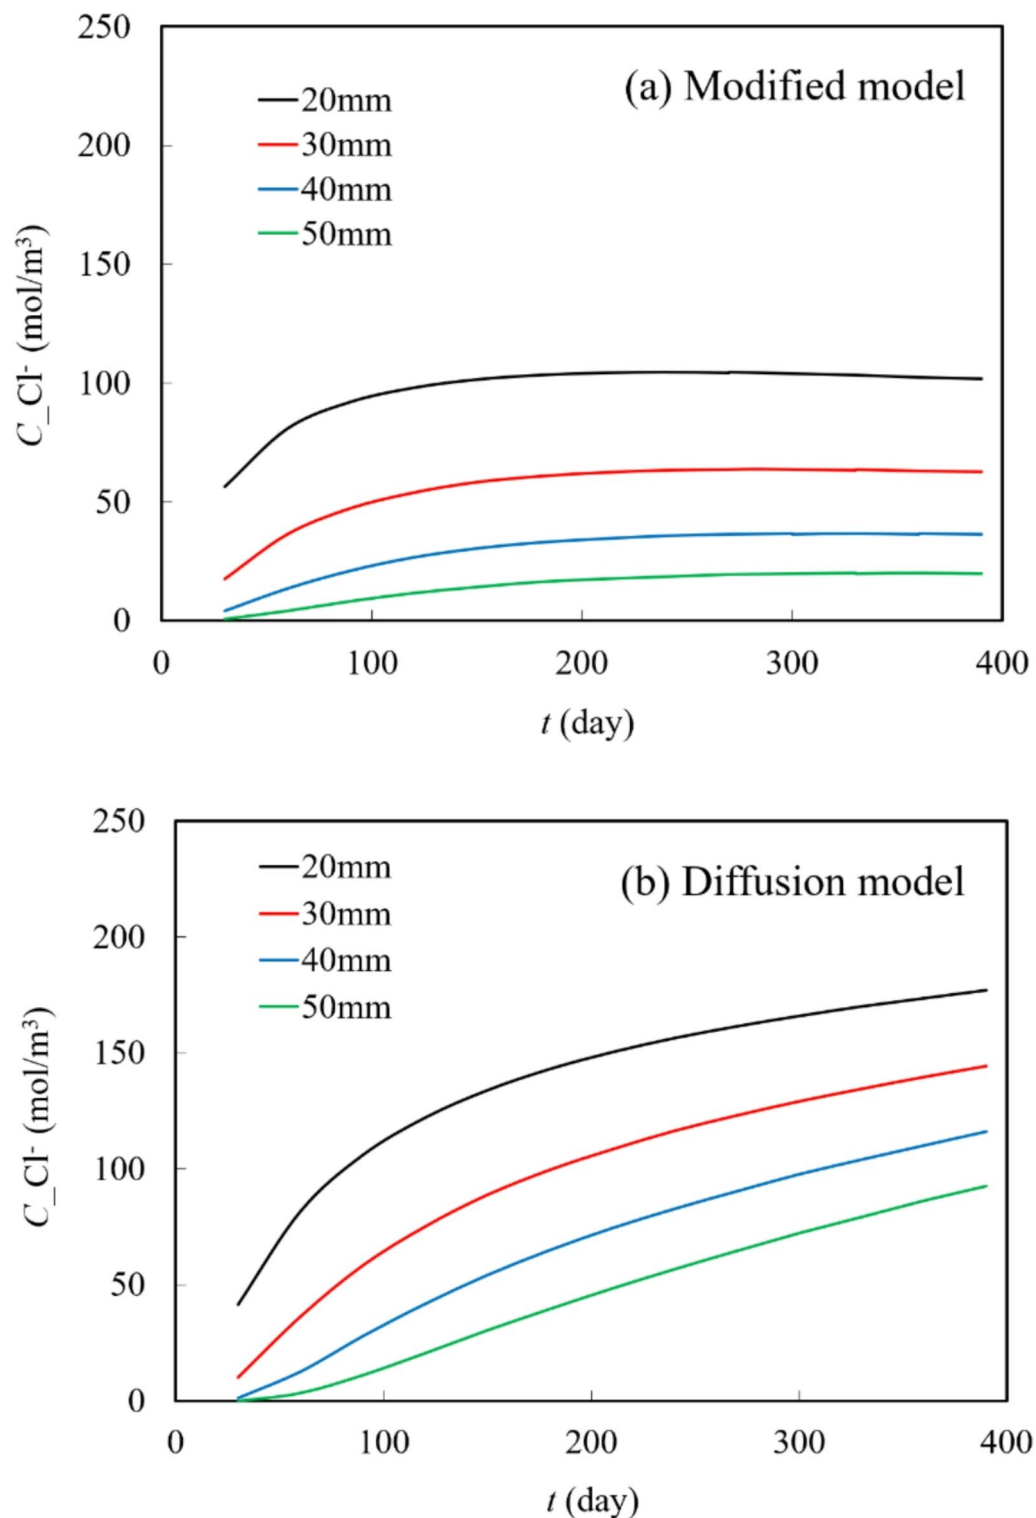 250
(a) Modified model
20mm
200
30mm
40mm
50mm
150
C_Cl- (mol/m³)
100
50
0
0 100 200 300 400
t (day)
250
20mm
(b) Diffusion model
30mm
200
40mm
50mm
150
C_Cl- (mol/m³)
100
50
0
0 100 200 300 400
t (day)